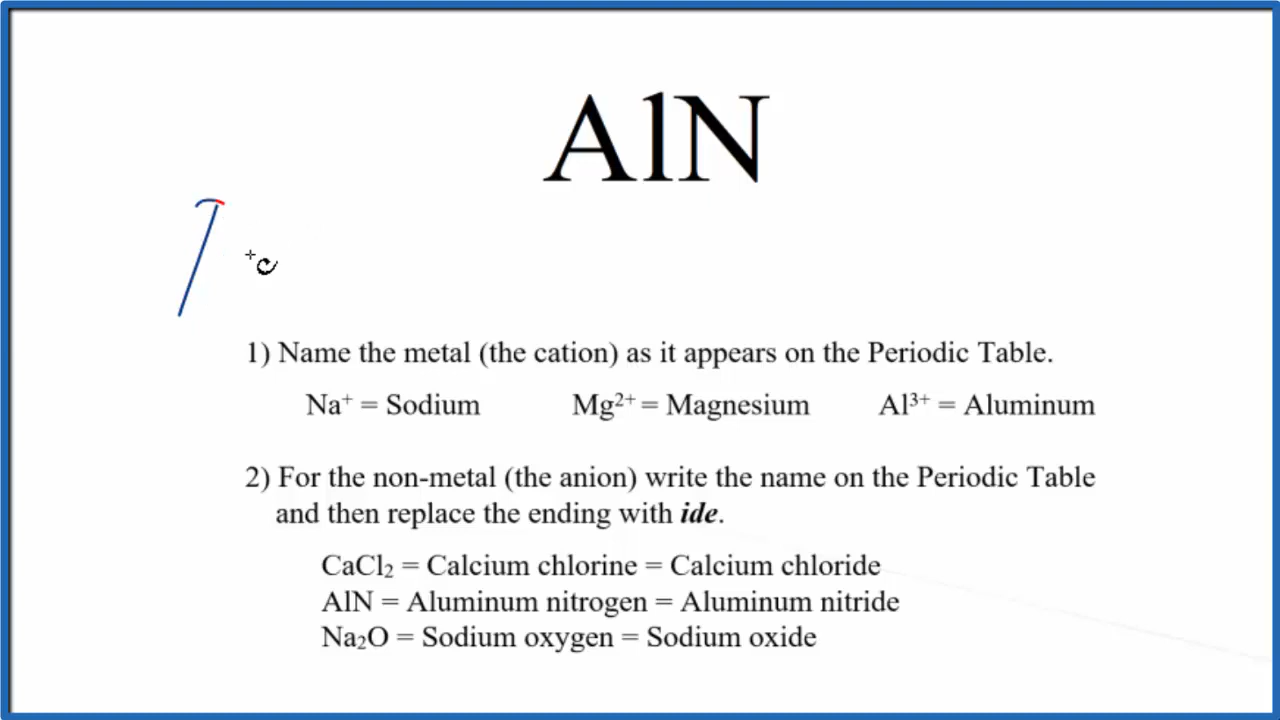 AlN
1) Name the metal (the cation) as it appears on the Periodic Table.
Na⁺ = Sodium Mg²⁺ = Magnesium Al³⁺ = Aluminum
2) For the non-metal (the anion) write the name on the Periodic Table
and then replace the ending with ide.
CaCl₂ = Calcium chlorine = Calcium chloride
AlN = Aluminum nitrogen = Aluminum nitride
Na₂O = Sodium oxygen = Sodium oxide